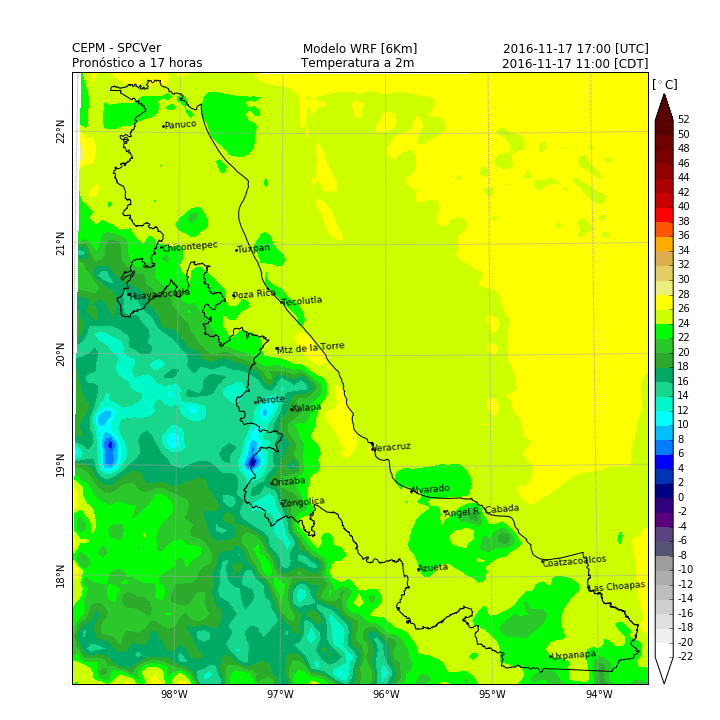 CEPM - SPCVer Modelo WRF [6Km] 2016-11-17 17:00 [UTC]
Pronóstico a 17 horas Temperatura a 2m 2016-11-17 11:00 [CDT]
[°C]
52
50
48
46
44
42
40
38
36
34
32
30
28
26
24
22
20
18
16
14
12
10
8
6
4
2
0
-2
-4
-6
-8
-10
-12
-14
-16
-18
-20
-22
22°N
21°N
20°N
19°N
18°N
Panuco
Chicontepec
Tuxpan
Huayacocotla
Poza Rica
Tecolutla
Mtz de la Torre
Perote
Xalapa
Veracruz
Orizaba
Alvarado
Zongolica
Angel R. Cabada
Azueta
Coatzacoalcos
Las Choapas
Uxpanapa
98°W 97°W 96°W 95°W 94°W